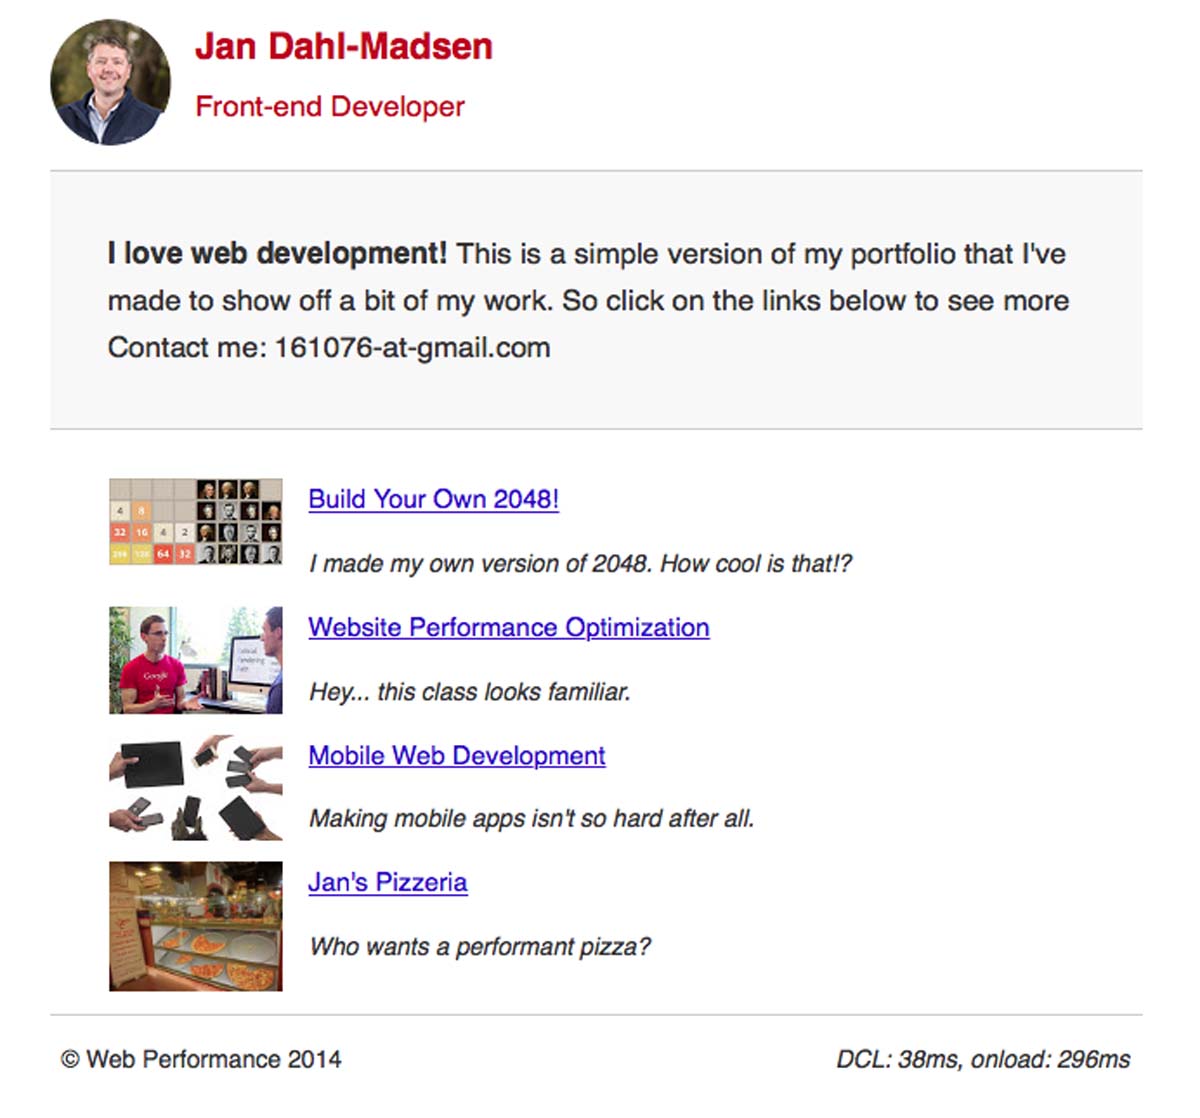 Jan Dahl-Madsen
Front-end Developer
I love web development! This is a simple version of my portfolio that I've
made to show off a bit of my work. So click on the links below to see more
Contact me: 161076-at-gmail.com
Build Your Own 2048!
4 8
32 16 4 2
64 32
I made my own version of 2048. How cool is that!?
Website Performance Optimization
Google
Hey... this class looks familiar.
Mobile Web Development
Making mobile apps isn't so hard after all.
Jan's Pizzeria
Who wants a performant pizza?
© Web Performance 2014
DCL: 38ms, onload: 296ms